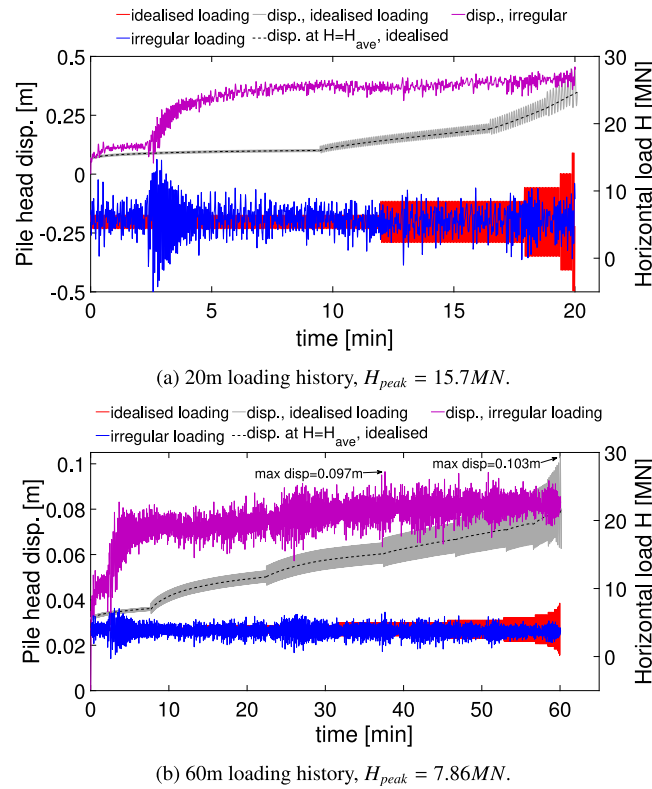 idealised loading disp., idealised loading disp., irregular
irregular loading disp. at H=H_ave, idealised
0.5
0.25
0
-0.25
-0.5
Pile head disp. [m]
30
20
10
0
Horizontal load H [MN]
0 5 10 15 20
time [min]
(a) 20m loading history, H_peak = 15.7MN.
idealised loading disp., idealised loading disp., irregular loading
irregular loading disp. at H=H_ave, idealised
max disp=0.097m max disp=0.103m
0.1
0.08
0.06
0.04
0.02
0
Pile head disp. [m]
30
20
10
0
Horizontal load H [MN]
0 10 20 30 40 50 60
time [min]
(b) 60m loading history, H_peak = 7.86MN.